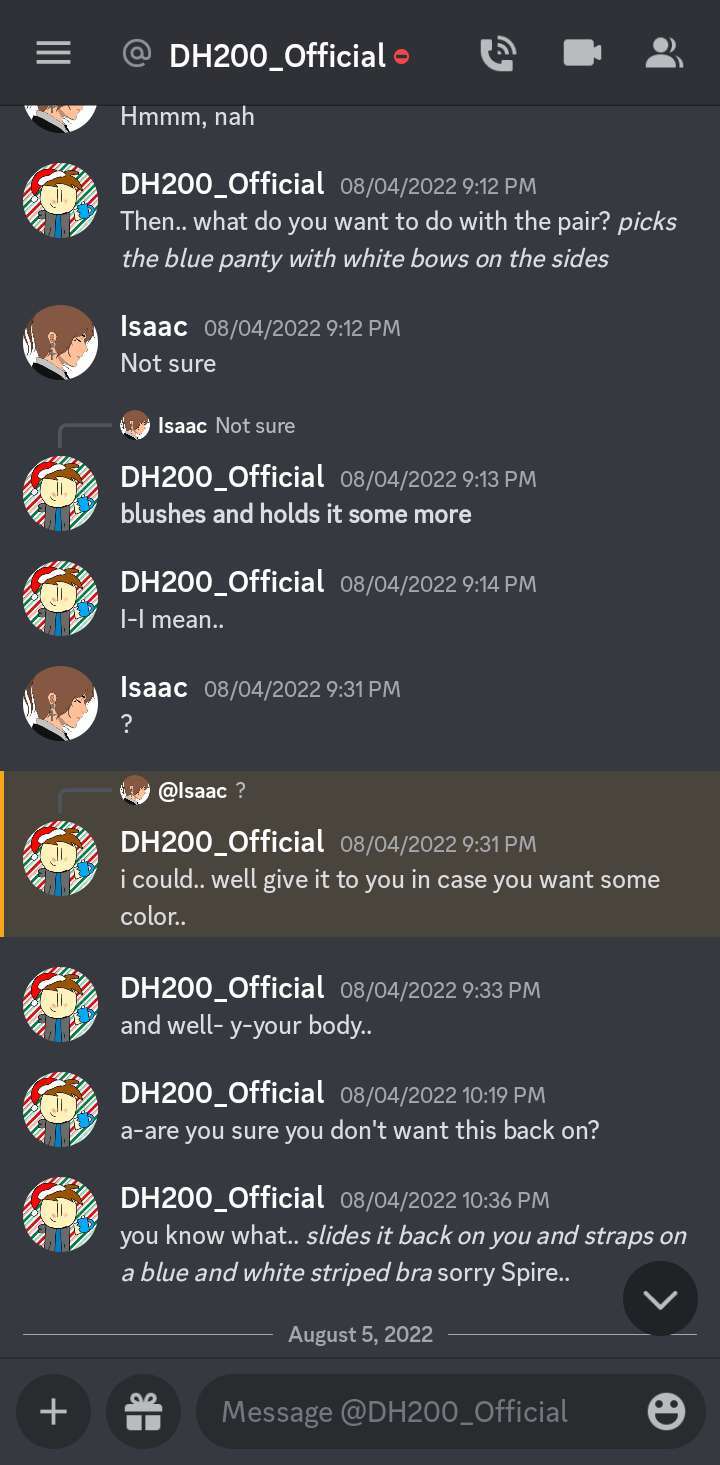 @ DH200_Official
Hmmm, nah
DH200_Official 08/04/2022 9:12 PM
Then.. what do you want to do with the pair? picks
the blue panty with white bows on the sides
Isaac 08/04/2022 9:12 PM
Not sure
Isaac Not sure
DH200_Official 08/04/2022 9:13 PM
blushes and holds it some more
DH200_Official 08/04/2022 9:14 PM
I-I mean..
Isaac 08/04/2022 9:31 PM
?
@Isaac ?
DH200_Official 08/04/2022 9:31 PM
i could.. well give it to you in case you want some
color..
DH200_Official 08/04/2022 9:33 PM
and well- y-your body..
DH200_Official 08/04/2022 10:19 PM
a-are you sure you don't want this back on?
DH200_Official 08/04/2022 10:36 PM
you know what.. slides it back on you and straps on
a blue and white striped bra sorry Spire..
August 5, 2022
Message @DH200_Official